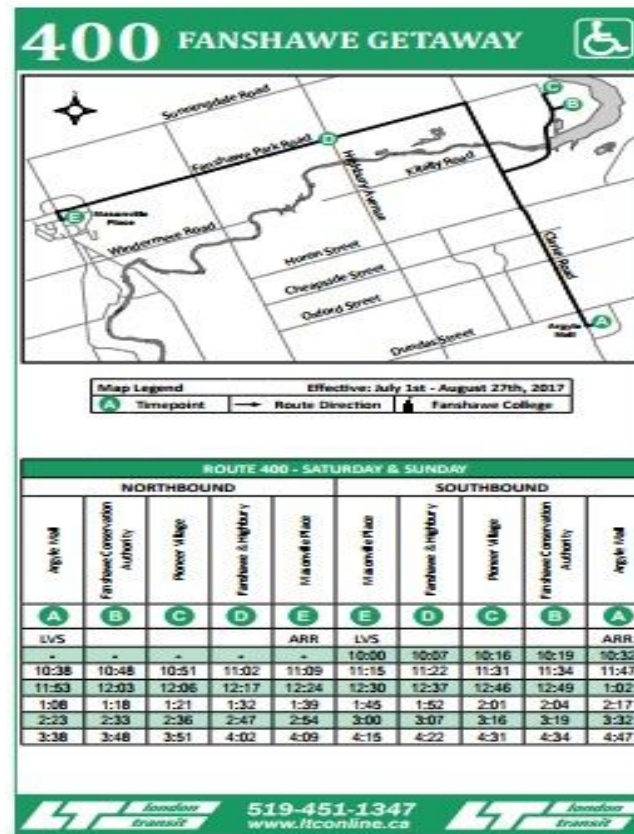 400 FANSHAWE GETAWAY
Sunningdale Road
C
B
D
Fanshawe Park Road
Highbury Avenue
Kilally Road
E
Masonville
Place
Windermere Road
Clarke Road
Huron Street
Cheapside Street
Oxford Street
A
Argyle
Mall
Dundas Street
Map Legend Effective: July 1st - August 27th, 2017
A Timepoint Route Direction Fanshawe College
ROUTE 400 - SATURDAY & SUNDAY
NORTHBOUND SOUTHBOUND
Argyle Mall Fanshawe Conservation Authority Pioneer Village Fanshawe & Highbury Masonville Place Masonville Place Fanshawe & Highbury Pioneer Village Fanshawe Conservation Authority Argyle Mall
A B C D E E D C B A
LVS ARR LVS ARR
- - - - - 10:00 10:07 10:16 10:19 10:32
10:38 10:48 10:51 11:02 11:09 11:15 11:22 11:31 11:34 11:47
11:53 12:03 12:06 12:17 12:24 12:30 12:37 12:46 12:49 1:02
1:08 1:18 1:21 1:32 1:39 1:45 1:52 2:01 2:04 2:17
2:23 2:33 2:36 2:47 2:54 3:00 3:07 3:16 3:19 3:32
3:38 3:48 3:51 4:02 4:09 4:15 4:22 4:31 4:34 4:47
LT london transit 519-451-1347 LT london transit
www.ltconline.ca